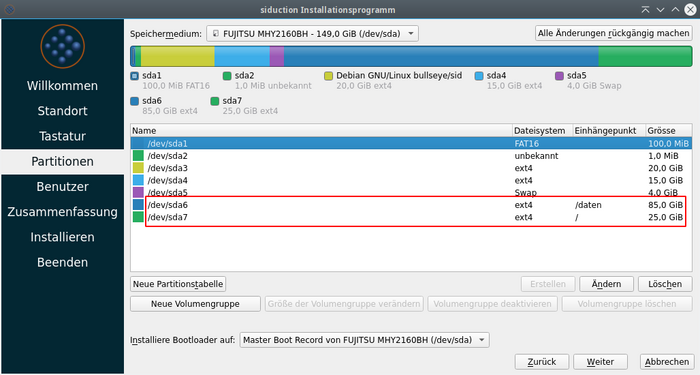 siduction Installationsprogramm
Willkommen
Standort
Tastatur
Partitionen
Benutzer
Zusammenfassung
Installieren
Beenden
Speichermedium: FUJITSU MHY2160BH - 149,0 GiB (/dev/sda) Alle Änderungen rückgängig machen
sda1 sda2 Debian GNU/Linux bullseye/sid sda4 sda5
100,0 MiB FAT16 1,0 MiB unbekannt 20,0 GiB ext4 15,0 GiB ext4 4,0 GiB Swap
sda6 sda7
85,0 GiB ext4 25,0 GiB ext4
Name Dateisystem Einhängepunkt Grösse
/dev/sda1 FAT16 100,0 MiB
/dev/sda2 unbekannt 1,0 MiB
/dev/sda3 ext4 20,0 GiB
/dev/sda4 ext4 15,0 GiB
/dev/sda5 Swap 4,0 GiB
/dev/sda6 ext4 /daten 85,0 GiB
/dev/sda7 ext4 / 25,0 GiB
Neue Partitionstabelle Erstellen Ändern Löschen
Neue Volumengruppe Größe der Volumengruppe verändern Volumengruppe deaktivieren Volumengruppe löschen
Installiere Bootloader auf: Master Boot Record von FUJITSU MHY2160BH (/dev/sda)
Zurück Weiter Abbrechen